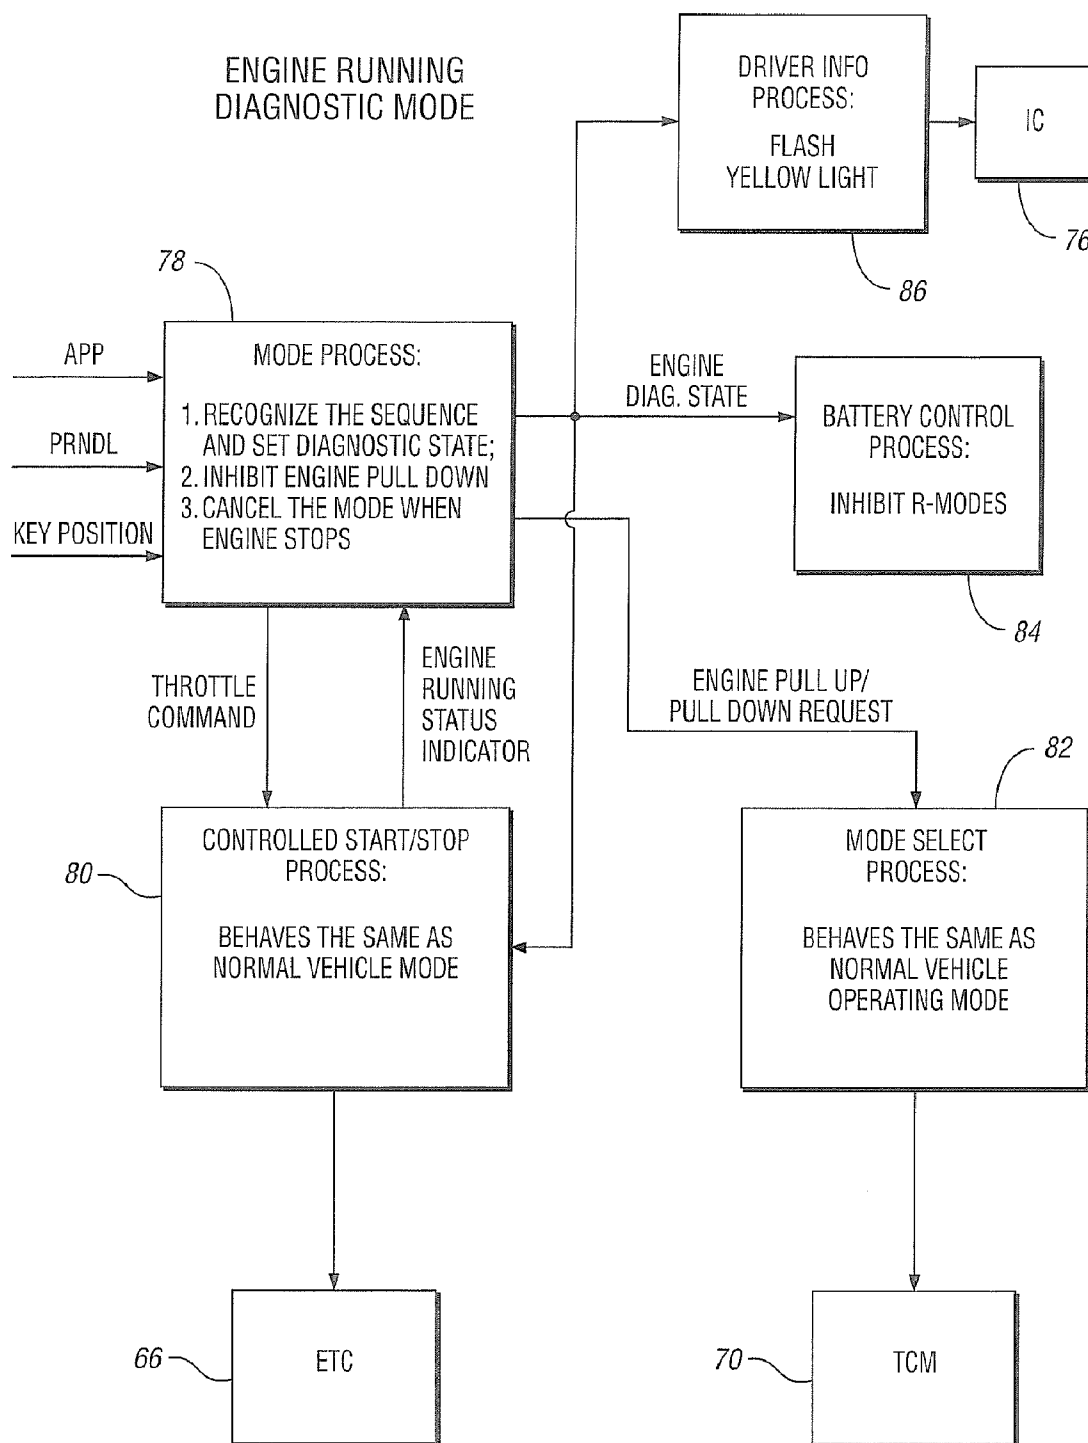 ENGINE RUNNING
DIAGNOSTIC MODE
DRIVER INFO
PROCESS:
FLASH
YELLOW LIGHT
IC
76
86
78
APP
PRNDL
KEY POSITION
MODE PROCESS:
1. RECOGNIZE THE SEQUENCE
AND SET DIAGNOSTIC STATE;
2. INHIBIT ENGINE PULL DOWN
3. CANCEL THE MODE WHEN
ENGINE STOPS
ENGINE
DIAG. STATE
BATTERY CONTROL
PROCESS:
INHIBIT R-MODES
84
THROTTLE
COMMAND
ENGINE
RUNNING
STATUS
INDICATOR
ENGINE PULL UP/
PULL DOWN REQUEST
82
80
CONTROLLED START/STOP
PROCESS:
BEHAVES THE SAME AS
NORMAL VEHICLE MODE
MODE SELECT
PROCESS:
BEHAVES THE SAME AS
NORMAL VEHICLE
OPERATING MODE
66
ETC
70
TCM